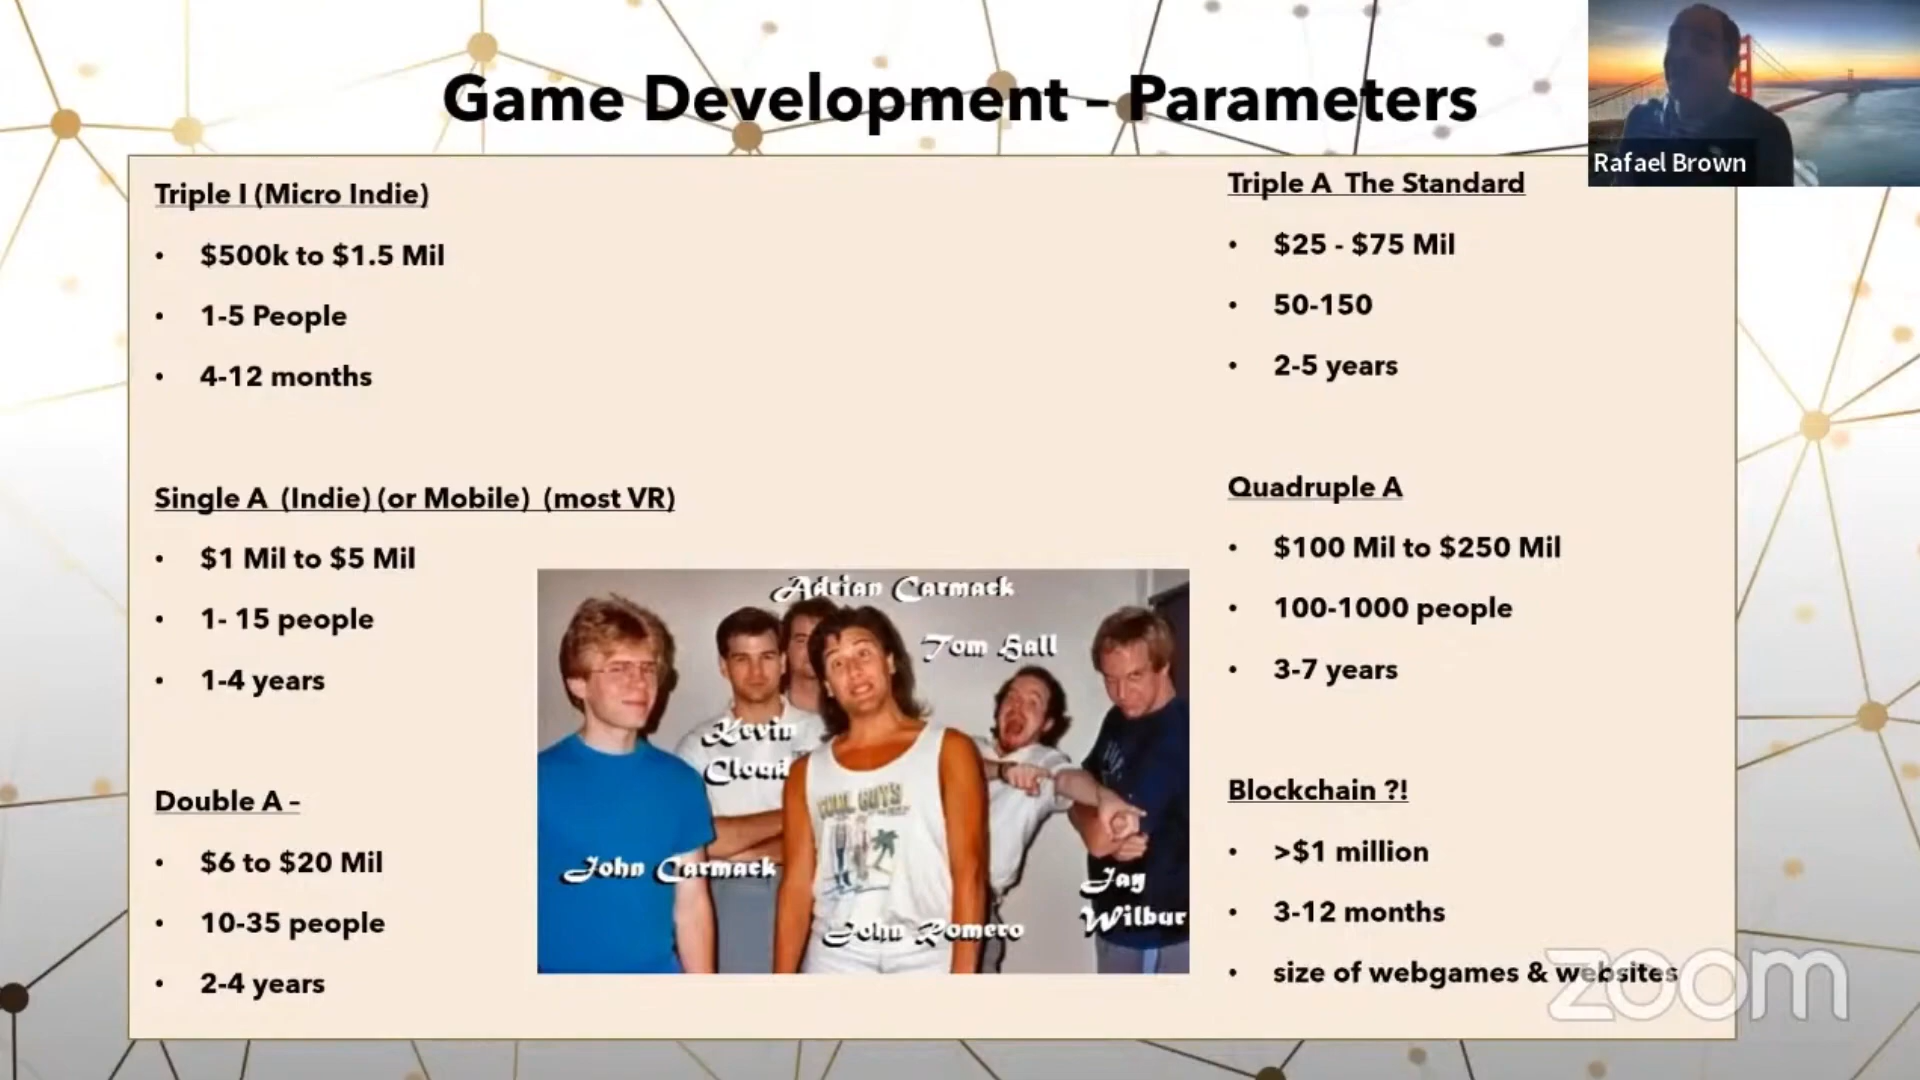 Game Development – Parameters
Rafael Brown
Triple I (Micro Indie)
• $500k to $1.5 Mil
• 1-5 People
• 4-12 months
Single A (Indie) (or Mobile) (most VR)
• $1 Mil to $5 Mil
• 1- 15 people
• 1-4 years
Double A –
• $6 to $20 Mil
• 10-35 people
• 2-4 years
Adrian Carmack
Tom Hall
Kevin
Cloud
John Carmack
John Romero
Jay
Wilbur
COOL GUYS
Triple A The Standard
• $25 - $75 Mil
• 50-150
• 2-5 years
Quadruple A
• $100 Mil to $250 Mil
• 100-1000 people
• 3-7 years
Blockchain ?!
• >$1 million
• 3-12 months
• size of webgames & websites
zoom